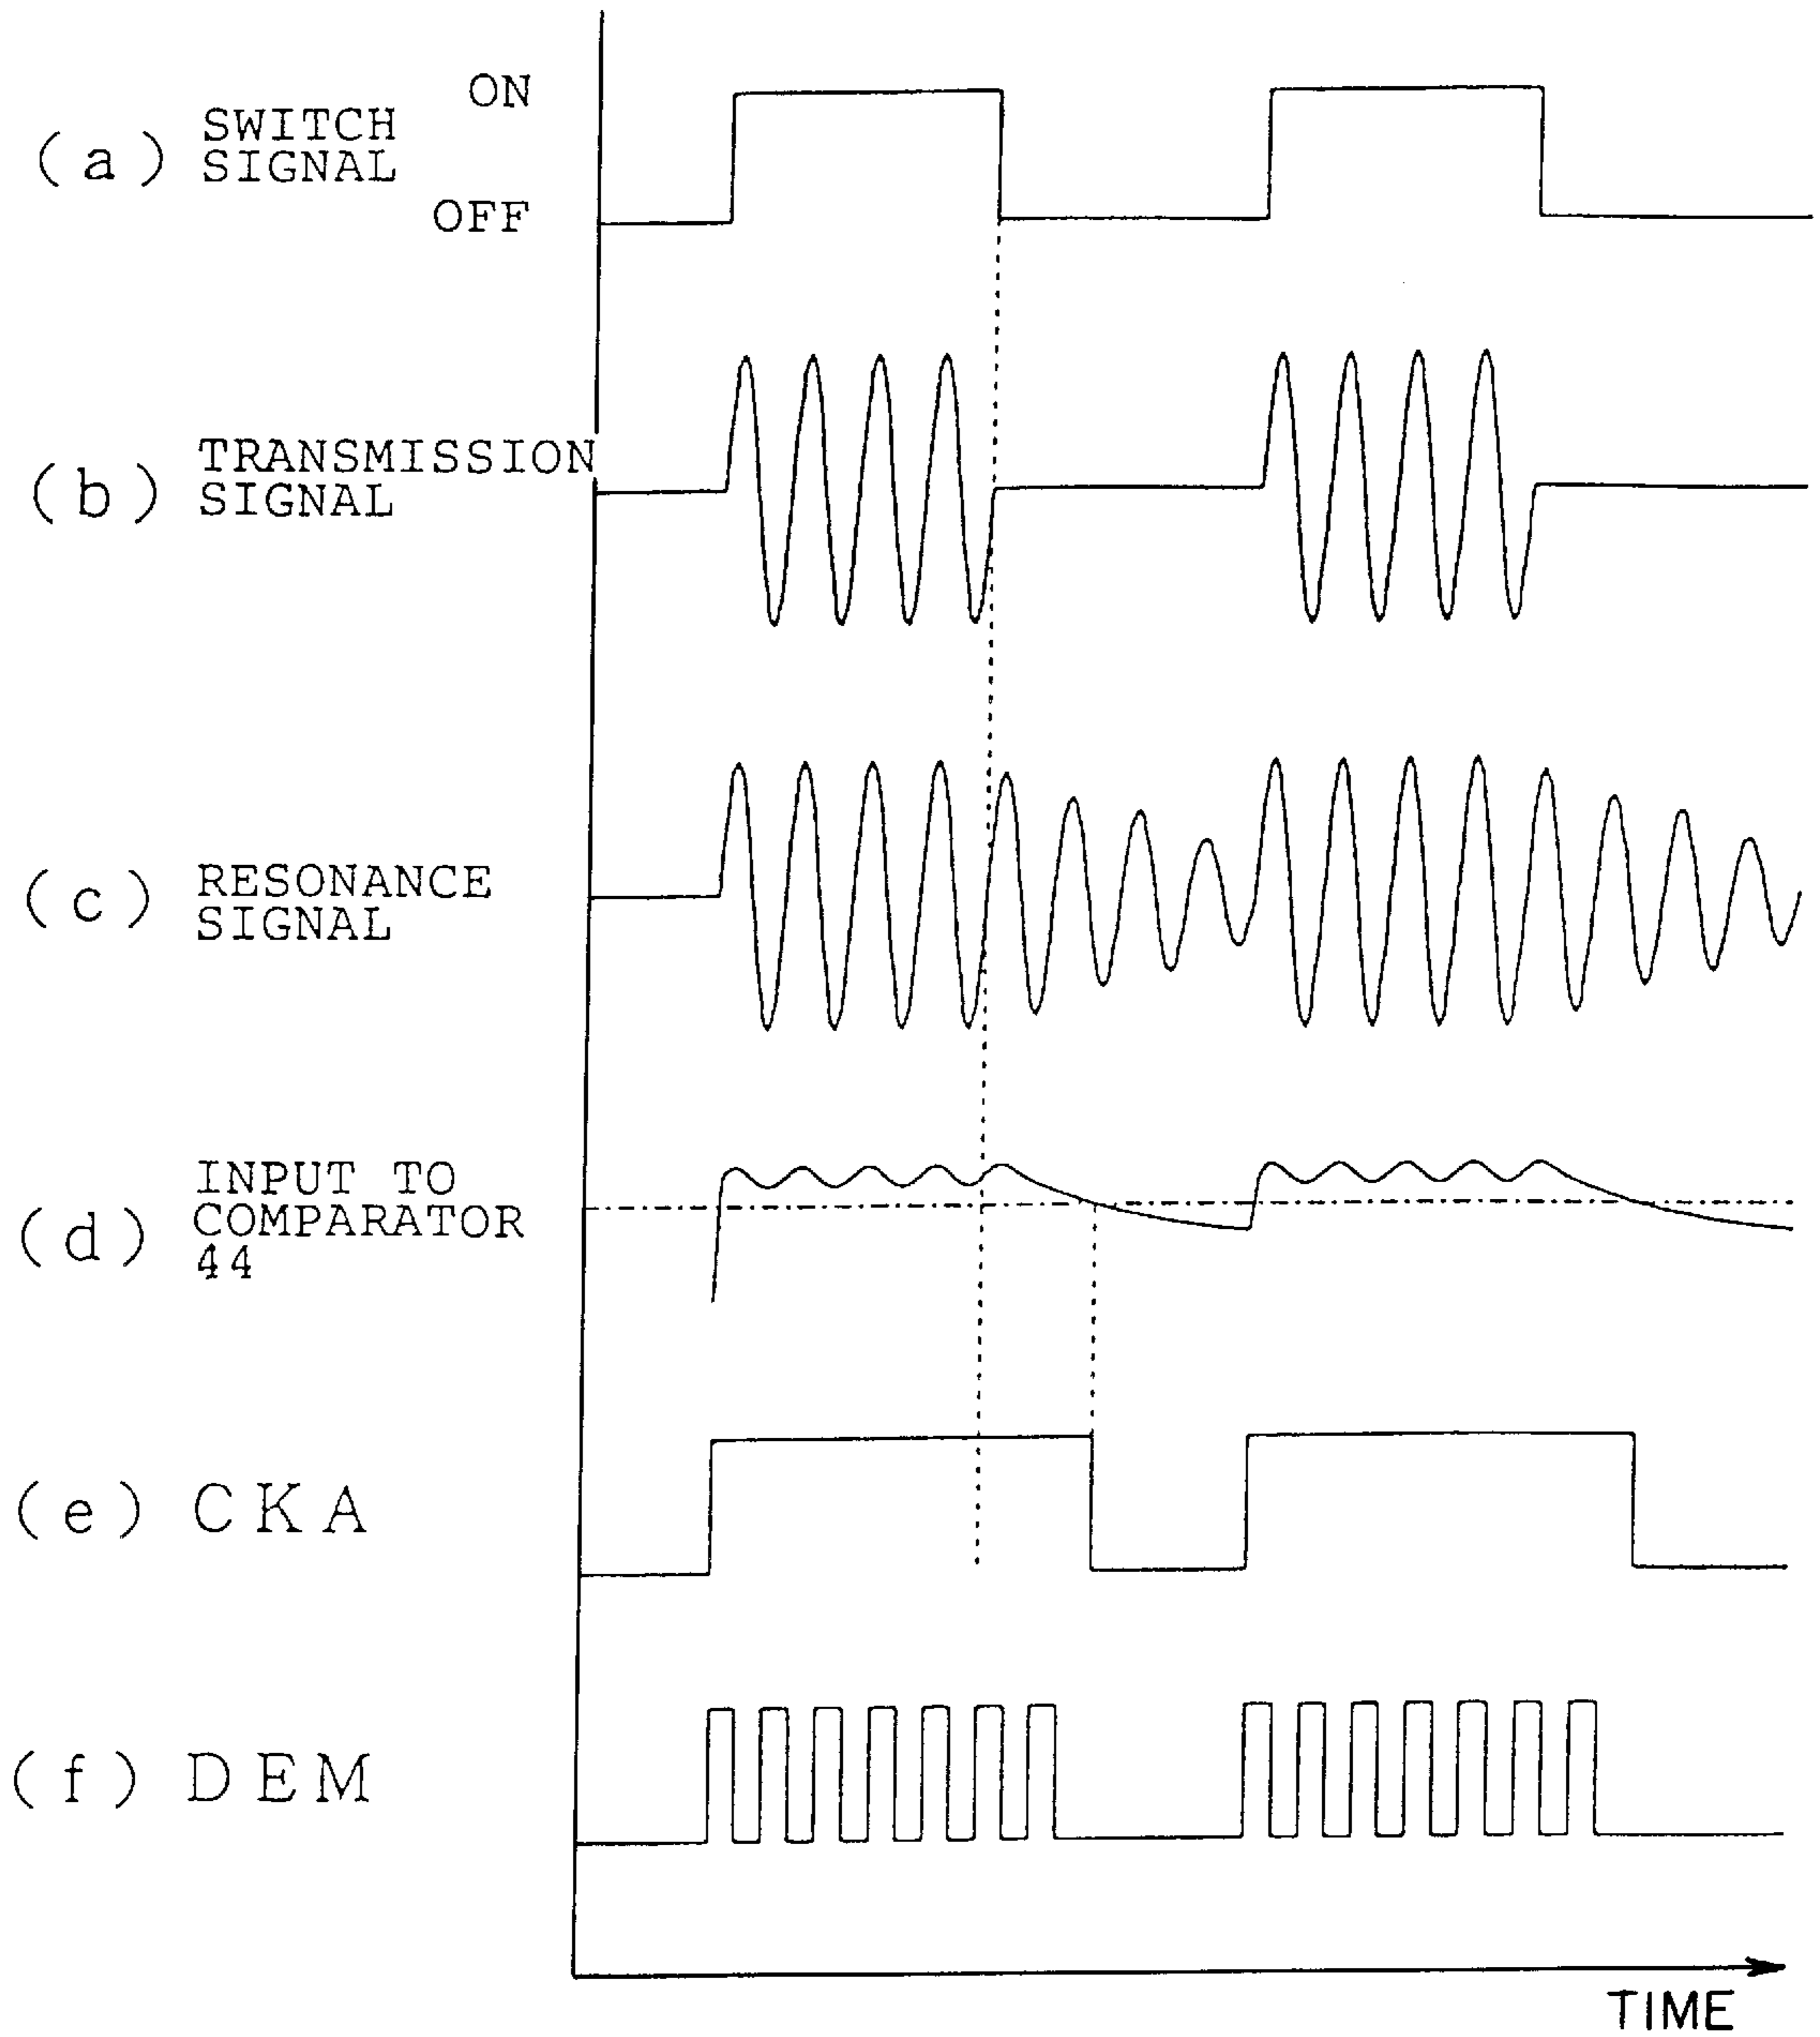 ON
(a) SWITCH
SIGNAL
OFF
(b) TRANSMISSION
SIGNAL
(c) RESONANCE
SIGNAL
INPUT TO
(d) COMPARATOR
44
(e) CKA
(f) DEM
TIME